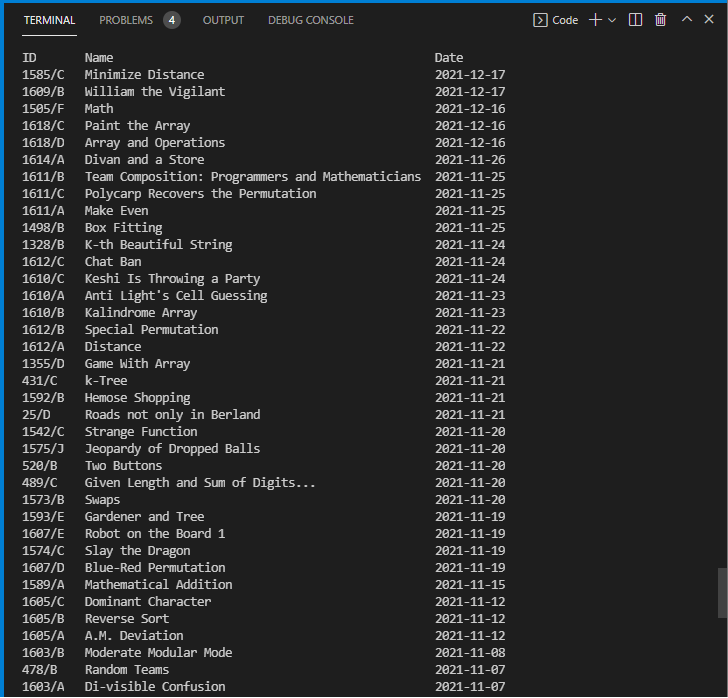 TERMINAL PROBLEMS 4 OUTPUT DEBUG CONSOLE Code
ID Name Date
1585/C Minimize Distance 2021-12-17
1609/B William the Vigilant 2021-12-17
1505/F Math 2021-12-16
1618/C Paint the Array 2021-12-16
1618/D Array and Operations 2021-12-16
1614/A Divan and a Store 2021-11-26
1611/B Team Composition: Programmers and Mathematicians 2021-11-25
1611/C Polycarp Recovers the Permutation 2021-11-25
1611/A Make Even 2021-11-25
1498/B Box Fitting 2021-11-25
1328/B K-th Beautiful String 2021-11-24
1612/C Chat Ban 2021-11-24
1610/C Keshi Is Throwing a Party 2021-11-24
1610/A Anti Light's Cell Guessing 2021-11-23
1610/B Kalindrome Array 2021-11-23
1612/B Special Permutation 2021-11-22
1612/A Distance 2021-11-22
1355/D Game With Array 2021-11-21
431/C k-Tree 2021-11-21
1592/B Hemose Shopping 2021-11-21
25/D Roads not only in Berland 2021-11-21
1542/C Strange Function 2021-11-20
1575/J Jeopardy of Dropped Balls 2021-11-20
520/B Two Buttons 2021-11-20
489/C Given Length and Sum of Digits... 2021-11-20
1573/B Swaps 2021-11-20
1593/E Gardener and Tree 2021-11-19
1607/E Robot on the Board 1 2021-11-19
1574/C Slay the Dragon 2021-11-19
1607/D Blue-Red Permutation 2021-11-19
1589/A Mathematical Addition 2021-11-15
1605/C Dominant Character 2021-11-12
1605/B Reverse Sort 2021-11-12
1605/A A.M. Deviation 2021-11-12
1603/B Moderate Modular Mode 2021-11-08
478/B Random Teams 2021-11-07
1603/A Di-visible Confusion 2021-11-07